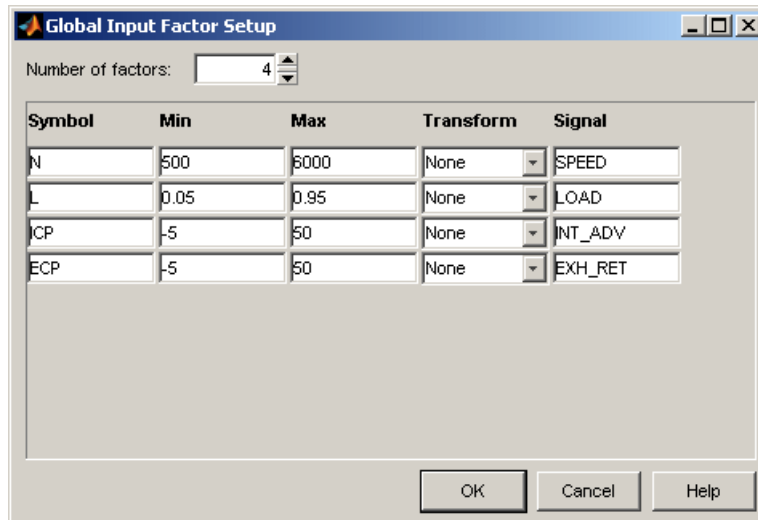 Global Input Factor Setup
Number of factors: 4
Symbol Min Max Transform Signal
N 500 6000 None SPEED
L 0.05 0.95 None LOAD
ICP -5 50 None INT_ADV
ECP -5 50 None EXH_RET
OK Cancel Help